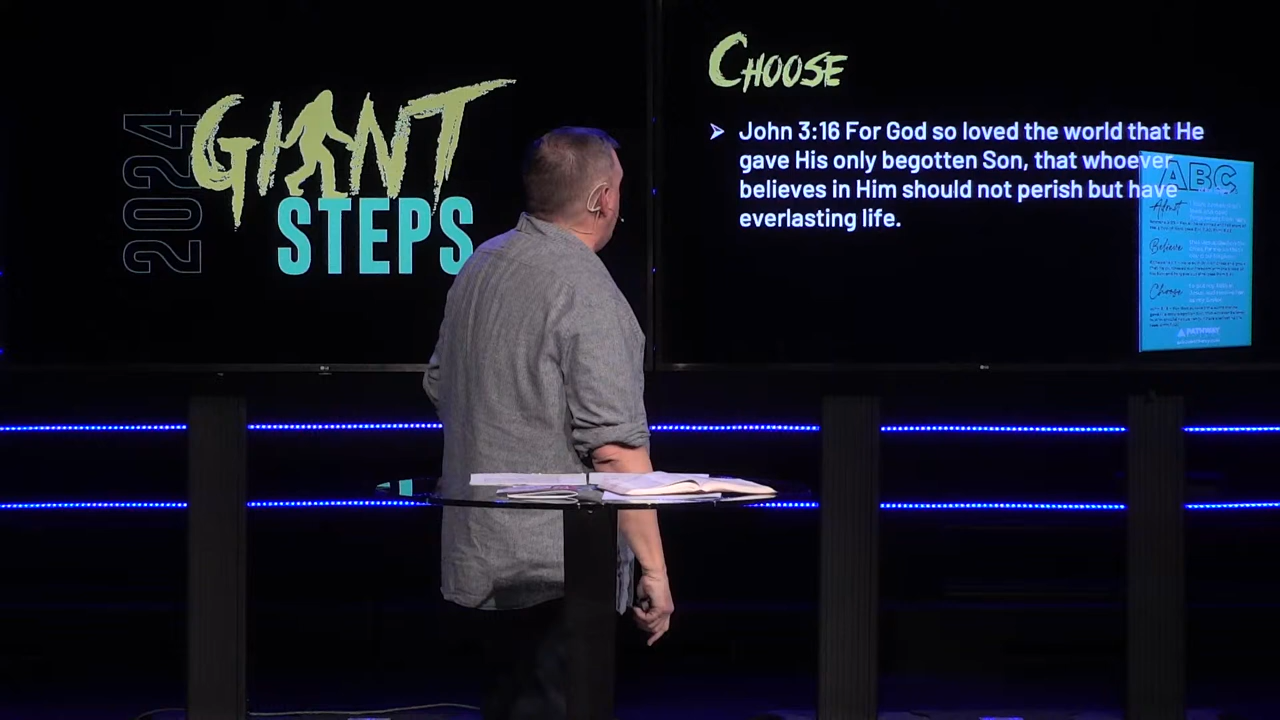 2024
GIANT
STEPS
CHOOSE
➤ John 3:16 For God so loved the world that He
gave His only begotten Son, that whoever
believes in Him should not perish but have
everlasting life.
ABC
Admit
Believe
Choose
PATHWAY